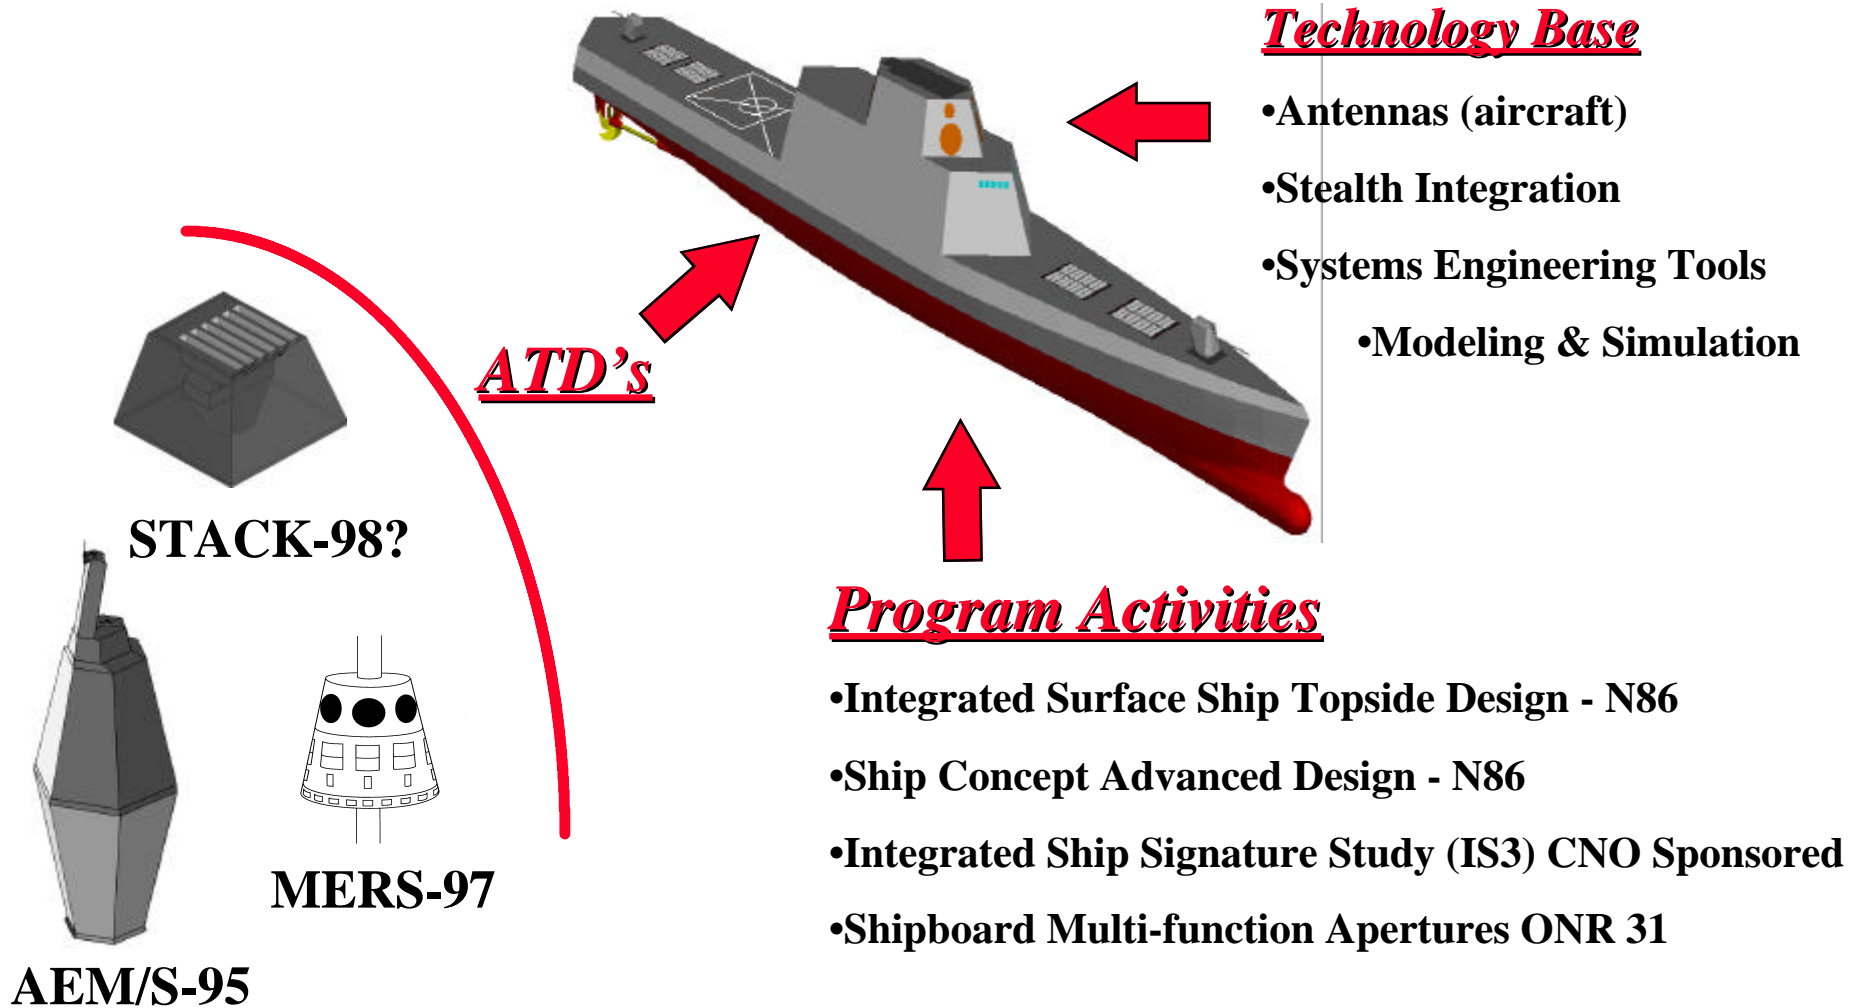 Technology Base
•Antennas (aircraft)
•Stealth Integration
•Systems Engineering Tools
•Modeling & Simulation
ATD’s
STACK-98?
MERS-97
AEM/S-95
Program Activities
•Integrated Surface Ship Topside Design - N86
•Ship Concept Advanced Design - N86
•Integrated Ship Signature Study (IS3) CNO Sponsored
•Shipboard Multi-function Apertures ONR 31